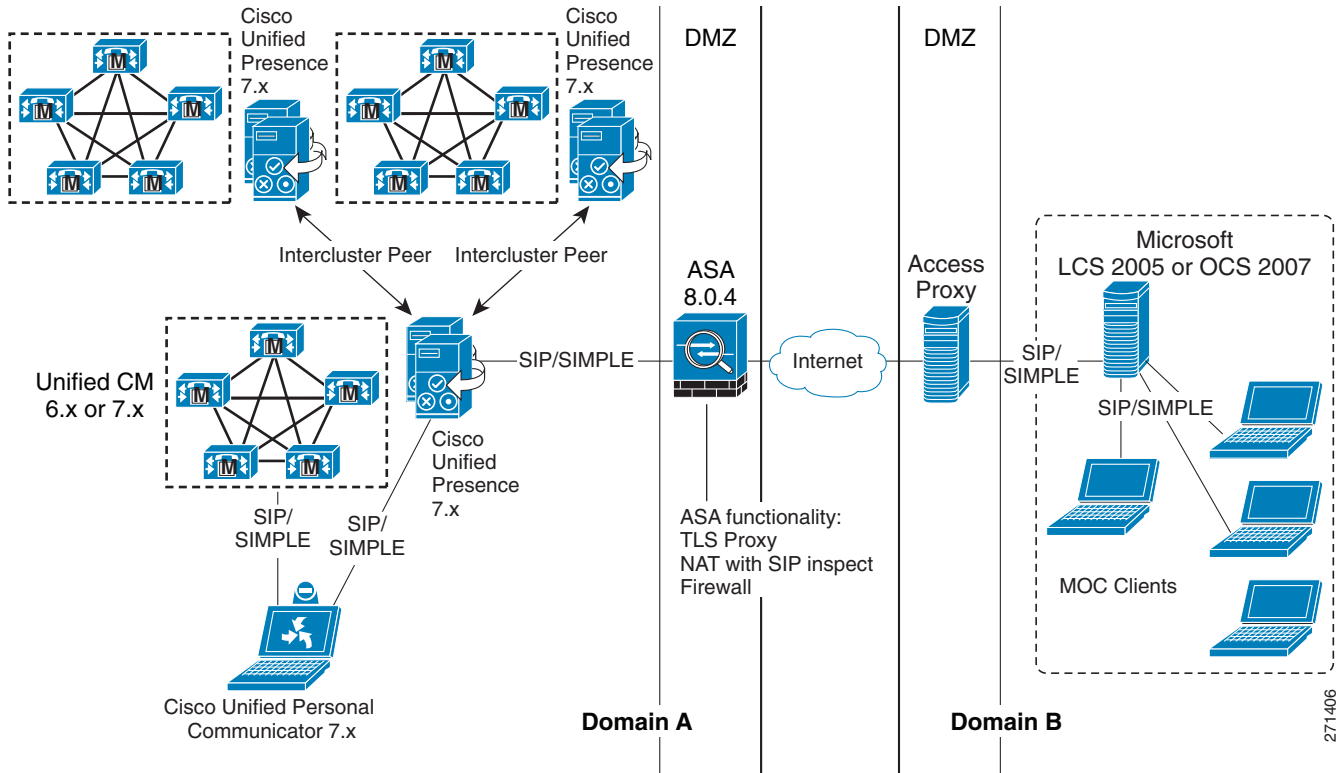 Cisco
Unified
Presence
7.x
Cisco
Unified
Presence
7.x
DMZ
DMZ
M
M
M
M
M
M
M
M
M
M
Intercluster Peer
Intercluster Peer
ASA
8.0.4
Access
Proxy
Microsoft
LCS 2005 or OCS 2007
Unified CM
6.x or 7.x
M
M
M
M
M
SIP/SIMPLE
Internet
SIP/
SIMPLE
SIP/SIMPLE
Cisco
Unified
Presence
7.x
SIP/
SIMPLE
SIP/
SIMPLE
ASA functionality:
TLS Proxy
NAT with SIP inspect
Firewall
MOC Clients
Cisco Unified Personal
Communicator 7.x
Domain A
Domain B
271406